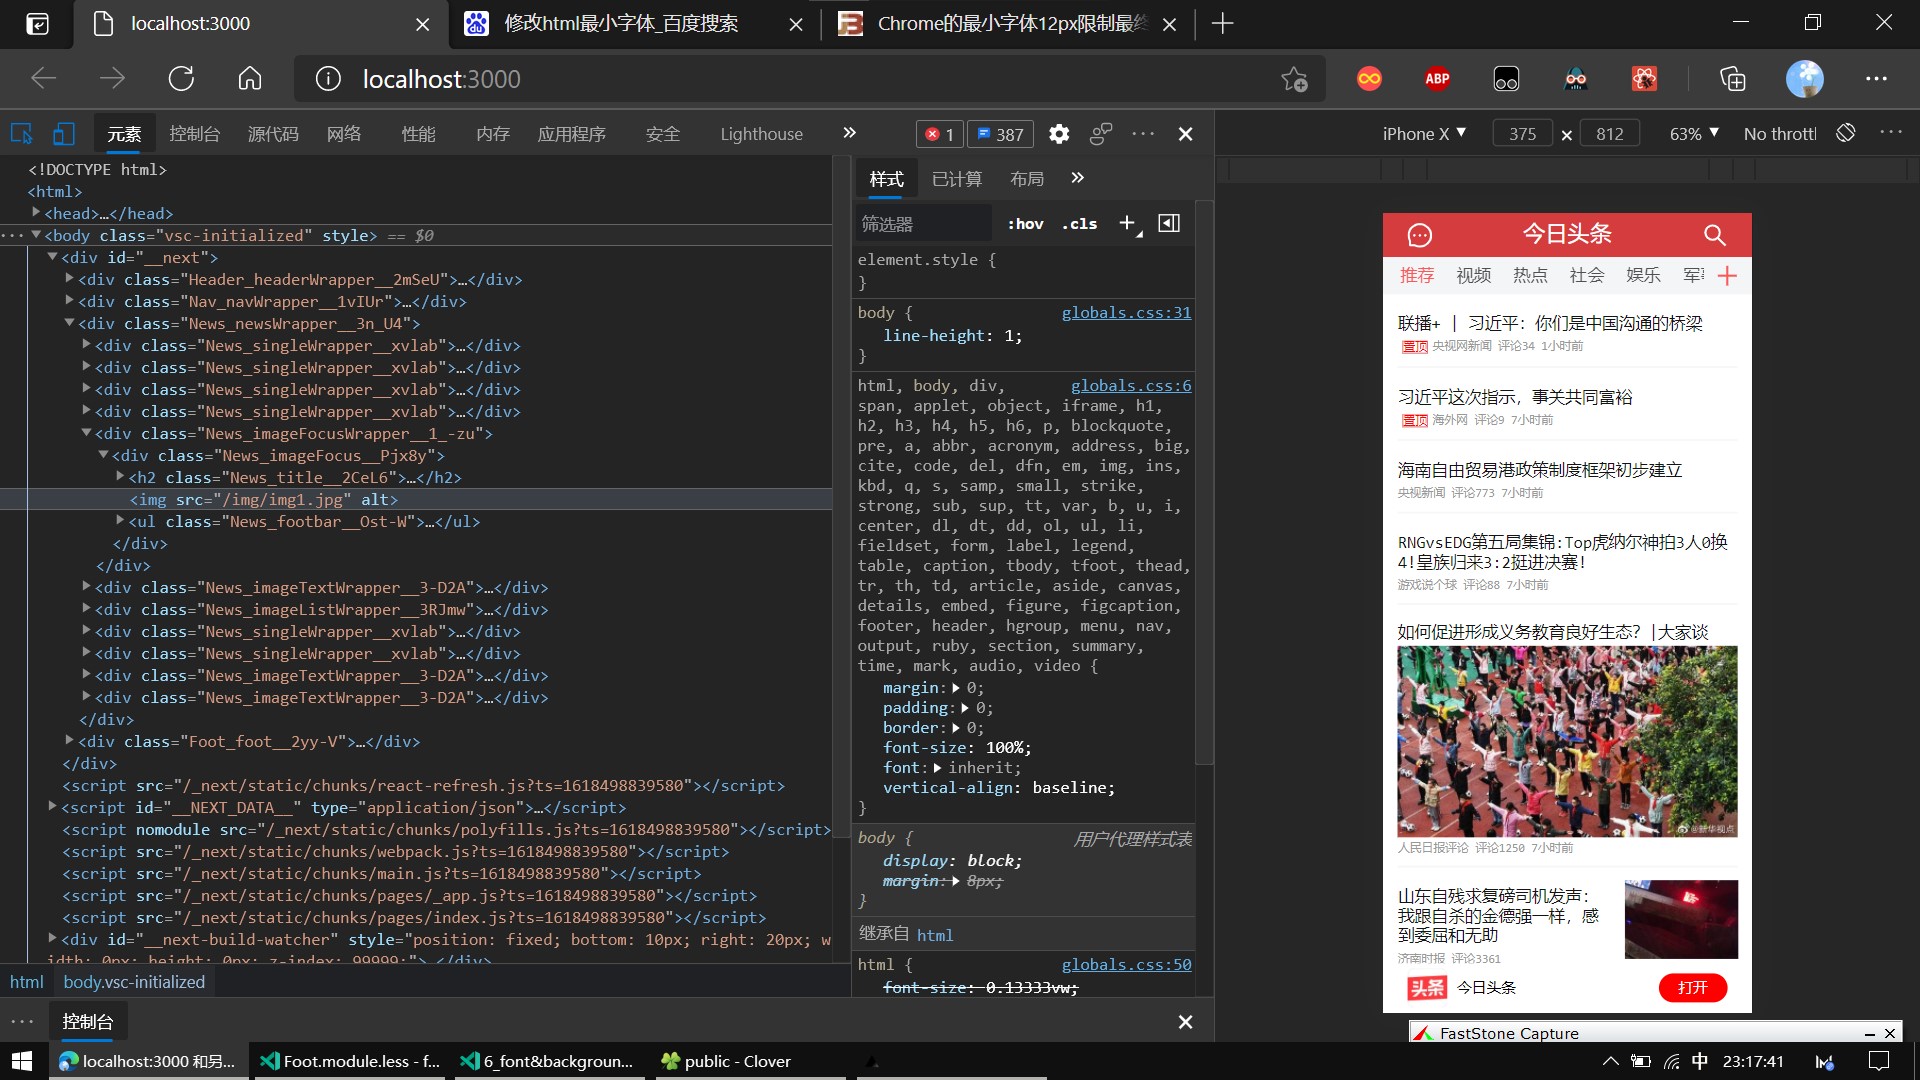 localhost:3000
修改html最小字体_百度搜索
Chrome的最小字体12px限制最终
localhost:3000
ABP
元素
控制台
源代码
网络
性能
内存
应用程序
安全
Lighthouse
1
387
iPhone X
375
812
63%
No throttl
<!DOCTYPE html>
<html>
<head>…</head>
<body class="vsc-initialized" style> == $0
<div id="__next">
<div class="Header_headerWrapper__2mSeU">…</div>
<div class="Nav_navWrapper__1vIUr">…</div>
<div class="News_newsWrapper__3n_U4">
<div class="News_singleWrapper__xvlab">…</div>
<div class="News_singleWrapper__xvlab">…</div>
<div class="News_singleWrapper__xvlab">…</div>
<div class="News_singleWrapper__xvlab">…</div>
<div class="News_imageFocusWrapper__1_-zu">
<div class="News_imageFocus__Pjx8y">
<h2 class="News_title__2CeL6">…</h2>
<img src="/img/img1.jpg" alt>
<ul class="News_footbar__Ost-W">…</ul>
</div>
</div>
<div class="News_imageTextWrapper__3-D2A">…</div>
<div class="News_imageListWrapper__3RJmw">…</div>
<div class="News_singleWrapper__xvlab">…</div>
<div class="News_singleWrapper__xvlab">…</div>
<div class="News_imageTextWrapper__3-D2A">…</div>
<div class="News_imageTextWrapper__3-D2A">…</div>
</div>
<div class="Foot_foot__2yy-V">…</div>
</div>
<script src="/_next/static/chunks/react-refresh.js?ts=1618498839580"></script>
<script id="__NEXT_DATA__" type="application/json">…</script>
<script nomodule src="/_next/static/chunks/polyfills.js?ts=1618498839580"></script>
<script src="/_next/static/chunks/webpack.js?ts=1618498839580"></script>
<script src="/_next/static/chunks/main.js?ts=1618498839580"></script>
<script src="/_next/static/chunks/pages/_app.js?ts=1618498839580"></script>
<script src="/_next/static/chunks/pages/index.js?ts=1618498839580"></script>
<div id="__next-build-watcher" style="position: fixed; bottom: 10px; right: 20px; w
idth: 0px; height: 0px; z-index: 99999;">…</div>
html
body.vsc-initialized
控制台
样式
已计算
布局
筛选器
:hov
.cls
element.style {
}
body {
globals.css:31
line-height: 1;
}
html, body, div,
globals.css:6
span, applet, object, iframe, h1,
h2, h3, h4, h5, h6, p, blockquote,
pre, a, abbr, acronym, address, big,
cite, code, del, dfn, em, img, ins,
kbd, q, s, samp, small, strike,
strong, sub, sup, tt, var, b, u, i,
center, dl, dt, dd, ol, ul, li,
fieldset, form, label, legend,
table, caption, tbody, tfoot, thead,
tr, th, td, article, aside, canvas,
details, embed, figure, figcaption,
footer, header, hgroup, menu, nav,
output, ruby, section, summary,
time, mark, audio, video {
margin: 0;
padding: 0;
border: 0;
font-size: 100%;
font: inherit;
vertical-align: baseline;
}
body {
用户代理样式表
display: block;
margin: 8px;
}
继承自 html
html {
globals.css:50
font-size: 0.13333vw;
今日头条
推荐 视频 热点 社会 娱乐 军事
联播+ | 习近平：你们是中国沟通的桥梁
置顶 央视网新闻 评论34 1小时前
习近平这次指示，事关共同富裕
置顶 海外网 评论9 7小时前
海南自由贸易港政策制度框架初步建立
央视新闻 评论773 7小时前
RNGvsEDG第五局集锦:Top虎纳尔神拍3人0换
4!皇族归来3:2挺进决赛!
游戏说个球 评论88 7小时前
如何促进形成义务教育良好生态？|大家谈
@新华视点
人民日报评论 评论1250 7小时前
山东自残求复磅司机发声：
我跟自杀的金德强一样，感
到委屈和无助
济南时报 评论3361
头条
今日头条
打开
FastStone Capture
localhost:3000 和另...
Foot.module.less - f...
6_font&backgroun...
public - Clover
中
23:17:41